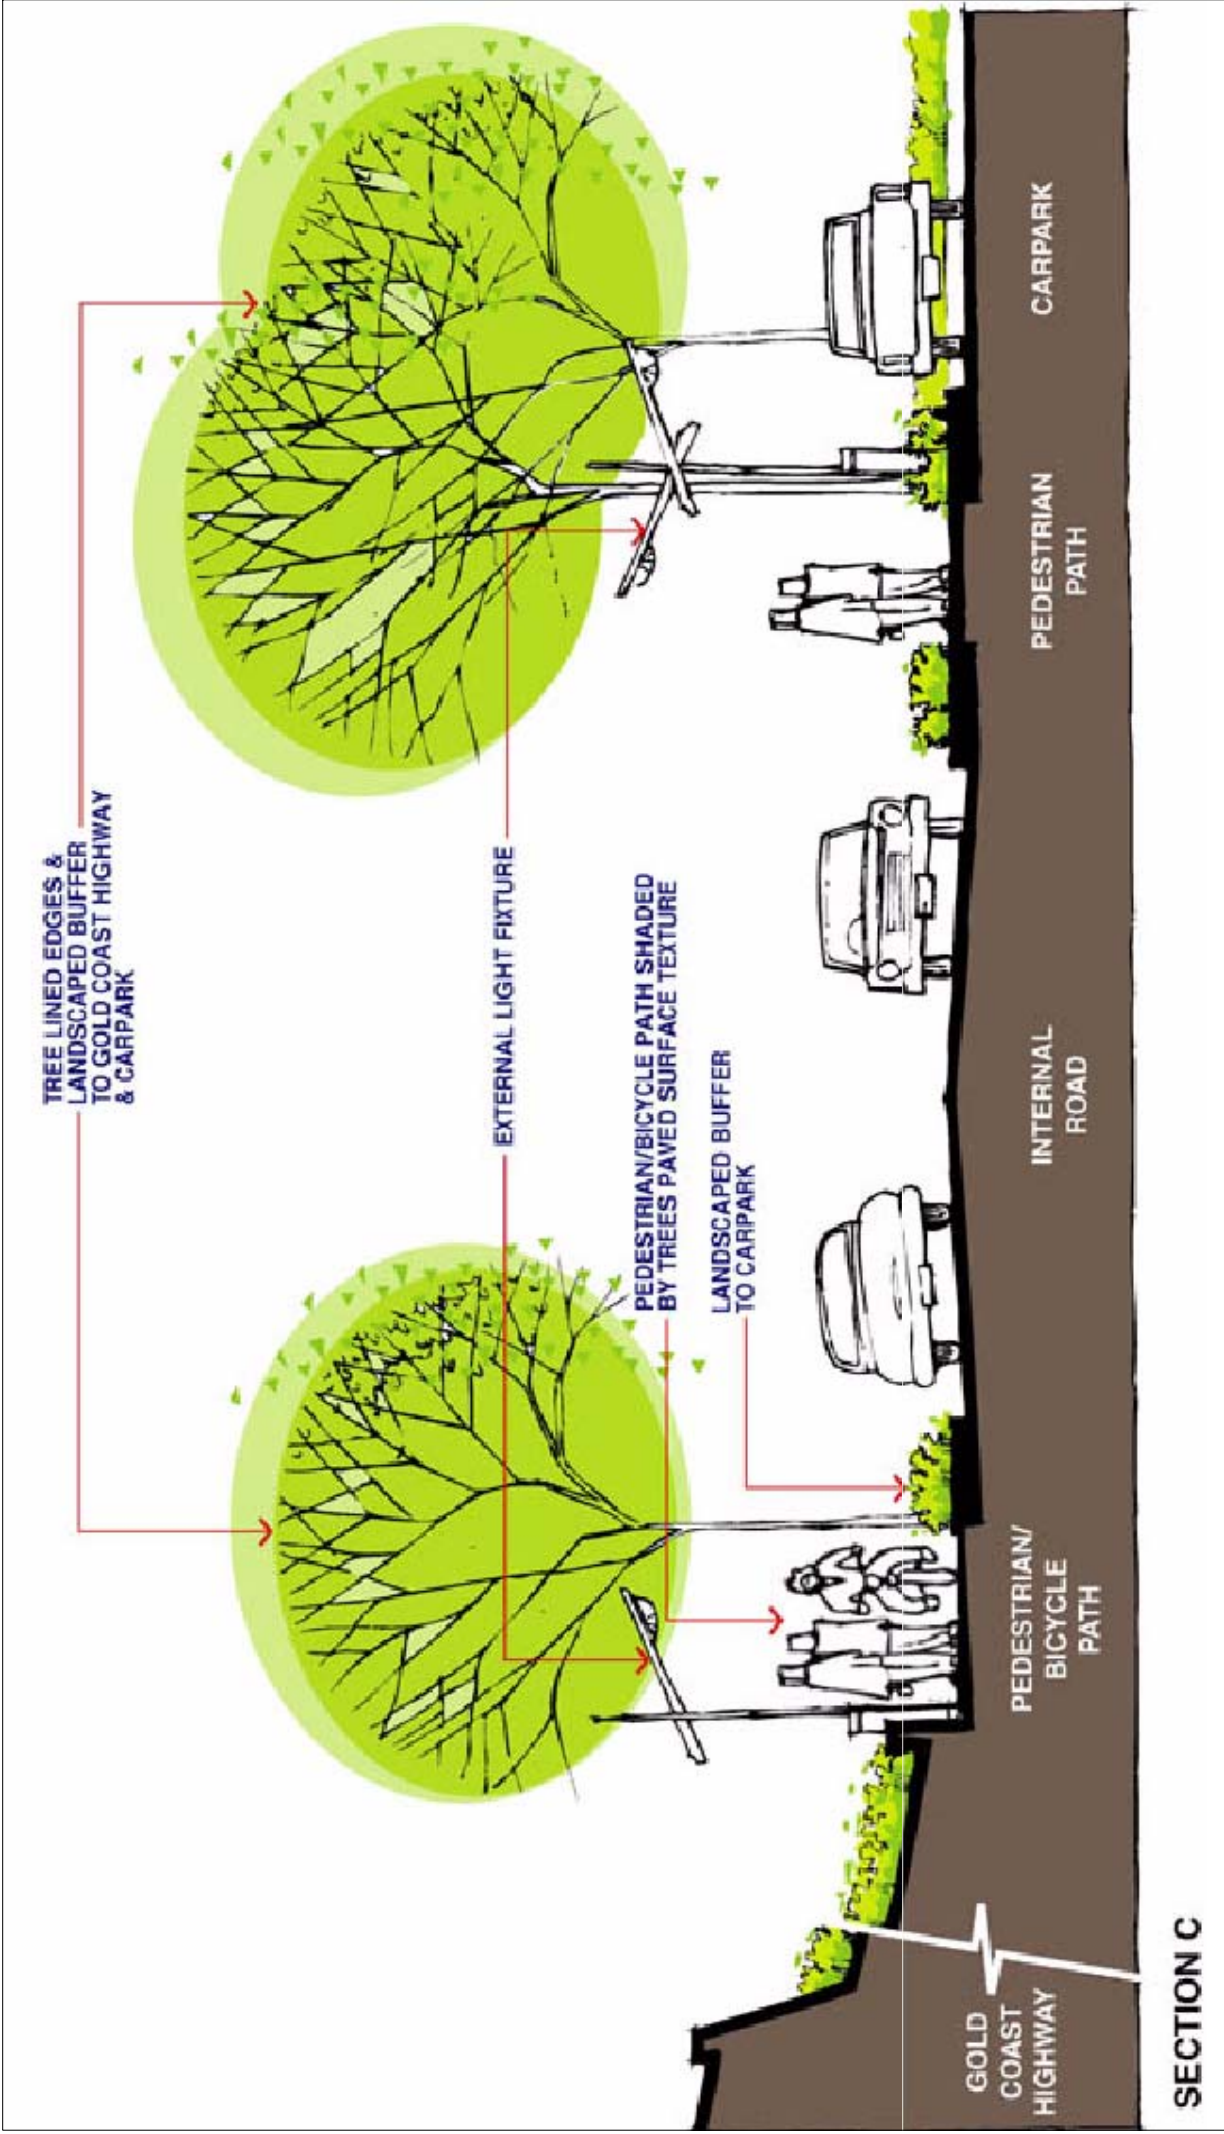 TREE LINED EDGES &
LANDSCAPED BUFFER
TO GOLD COAST HIGHWAY
& CARPARK
EXTERNAL LIGHT FIXTURE
PEDESTRIAN/BICYCLE PATH SHADED
BY TREES PAVED SURFACE TEXTURE
LANDSCAPED BUFFER
TO CARPARK
GOLD
COAST
HIGHWAY
PEDESTRIAN/
BICYCLE
PATH
INTERNAL
ROAD
PEDESTRIAN
PATH
CARPARK
SECTION C